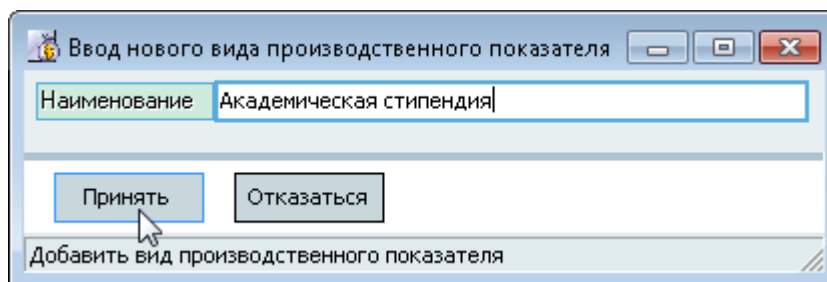 Ввод нового вида производственного показателя
Наименование Академическая стипендия
Принять Отказаться
Добавить вид производственного показателя